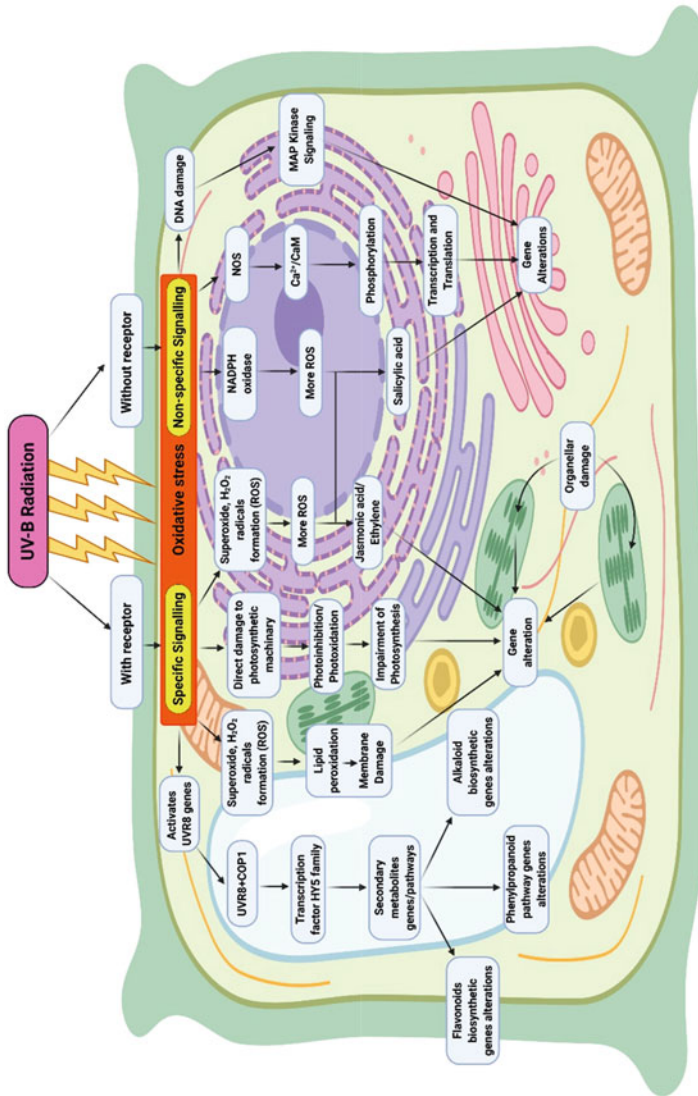 UV-B Radiation
With receptor
Without receptor
Oxidative stress
Specific Signalling
Non-specific Signalling
Activates
UVR8 genes
UVR8+COP1
Transcription
factor HY5 family
Secondary
metabolites
genes/pathways
Flavonoids
biosynthetic
genes alterations
Phenylpropanoid
pathway genes
alterations
Alkaloid
biosynthetic
genes alterations
Superoxide, H₂O₂
radicals
formation (ROS)
Lipid
peroxidation
Membrane
Damage
Direct damage to
photosynthetic
machinary
Photoinhibition/
Photoxidation
Impairment of
Photosynthesis
Superoxide, H₂O₂
radicals
formation (ROS)
More ROS
Jasmonic acid/
Ethylene
Gene
alteration
Organellar
damage
NADPH
oxidase
More ROS
Salicylic acid
NOS
Ca²⁺/CaM
Phosphorylation
Transcription and
Translation
DNA damage
MAP Kinase
Signaling
Gene
Alterations